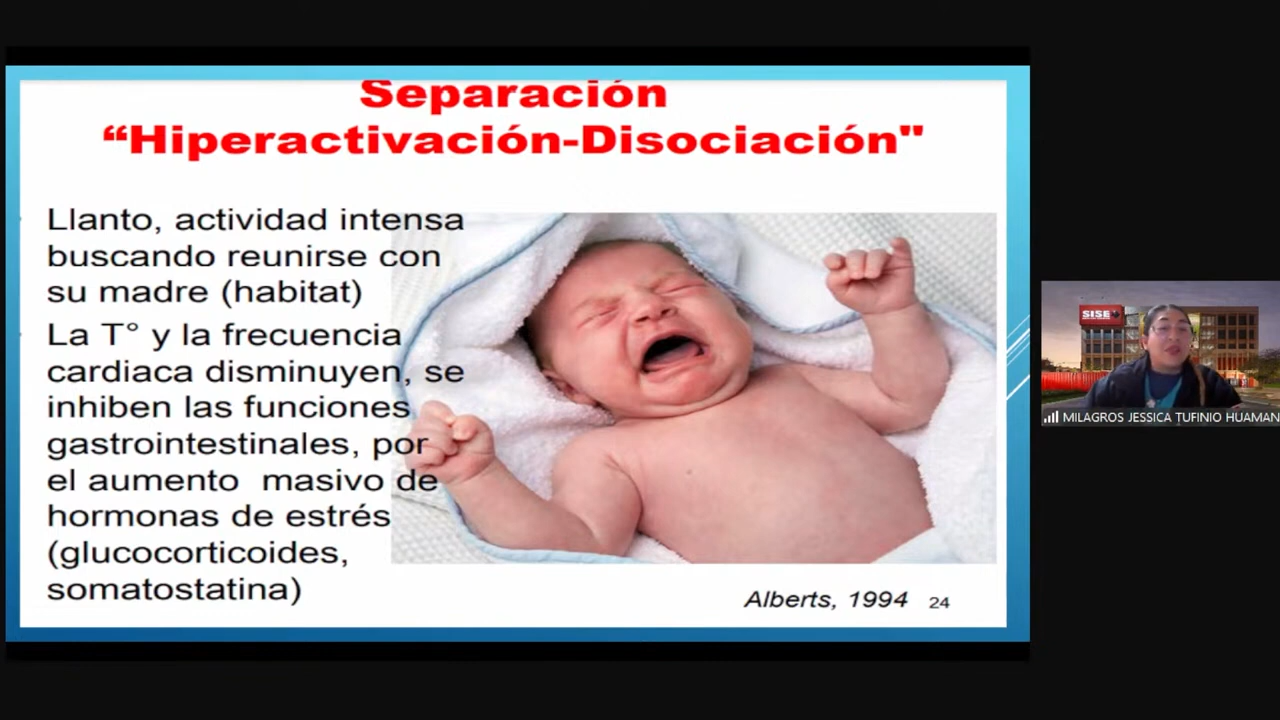 Separación
“Hiperactivación-Disociación"
Llanto, actividad intensa
buscando reunirse con
su madre (habitat)
La T° y la frecuencia
cardiaca disminuyen, se
inhiben las funciones
gastrointestinales, por
el aumento  masivo de
hormonas de estrés
(glucocorticoides,
somatostatina)
Alberts, 1994
24
SISE
MILAGROS JESSICA TUFINIO HUAMAN